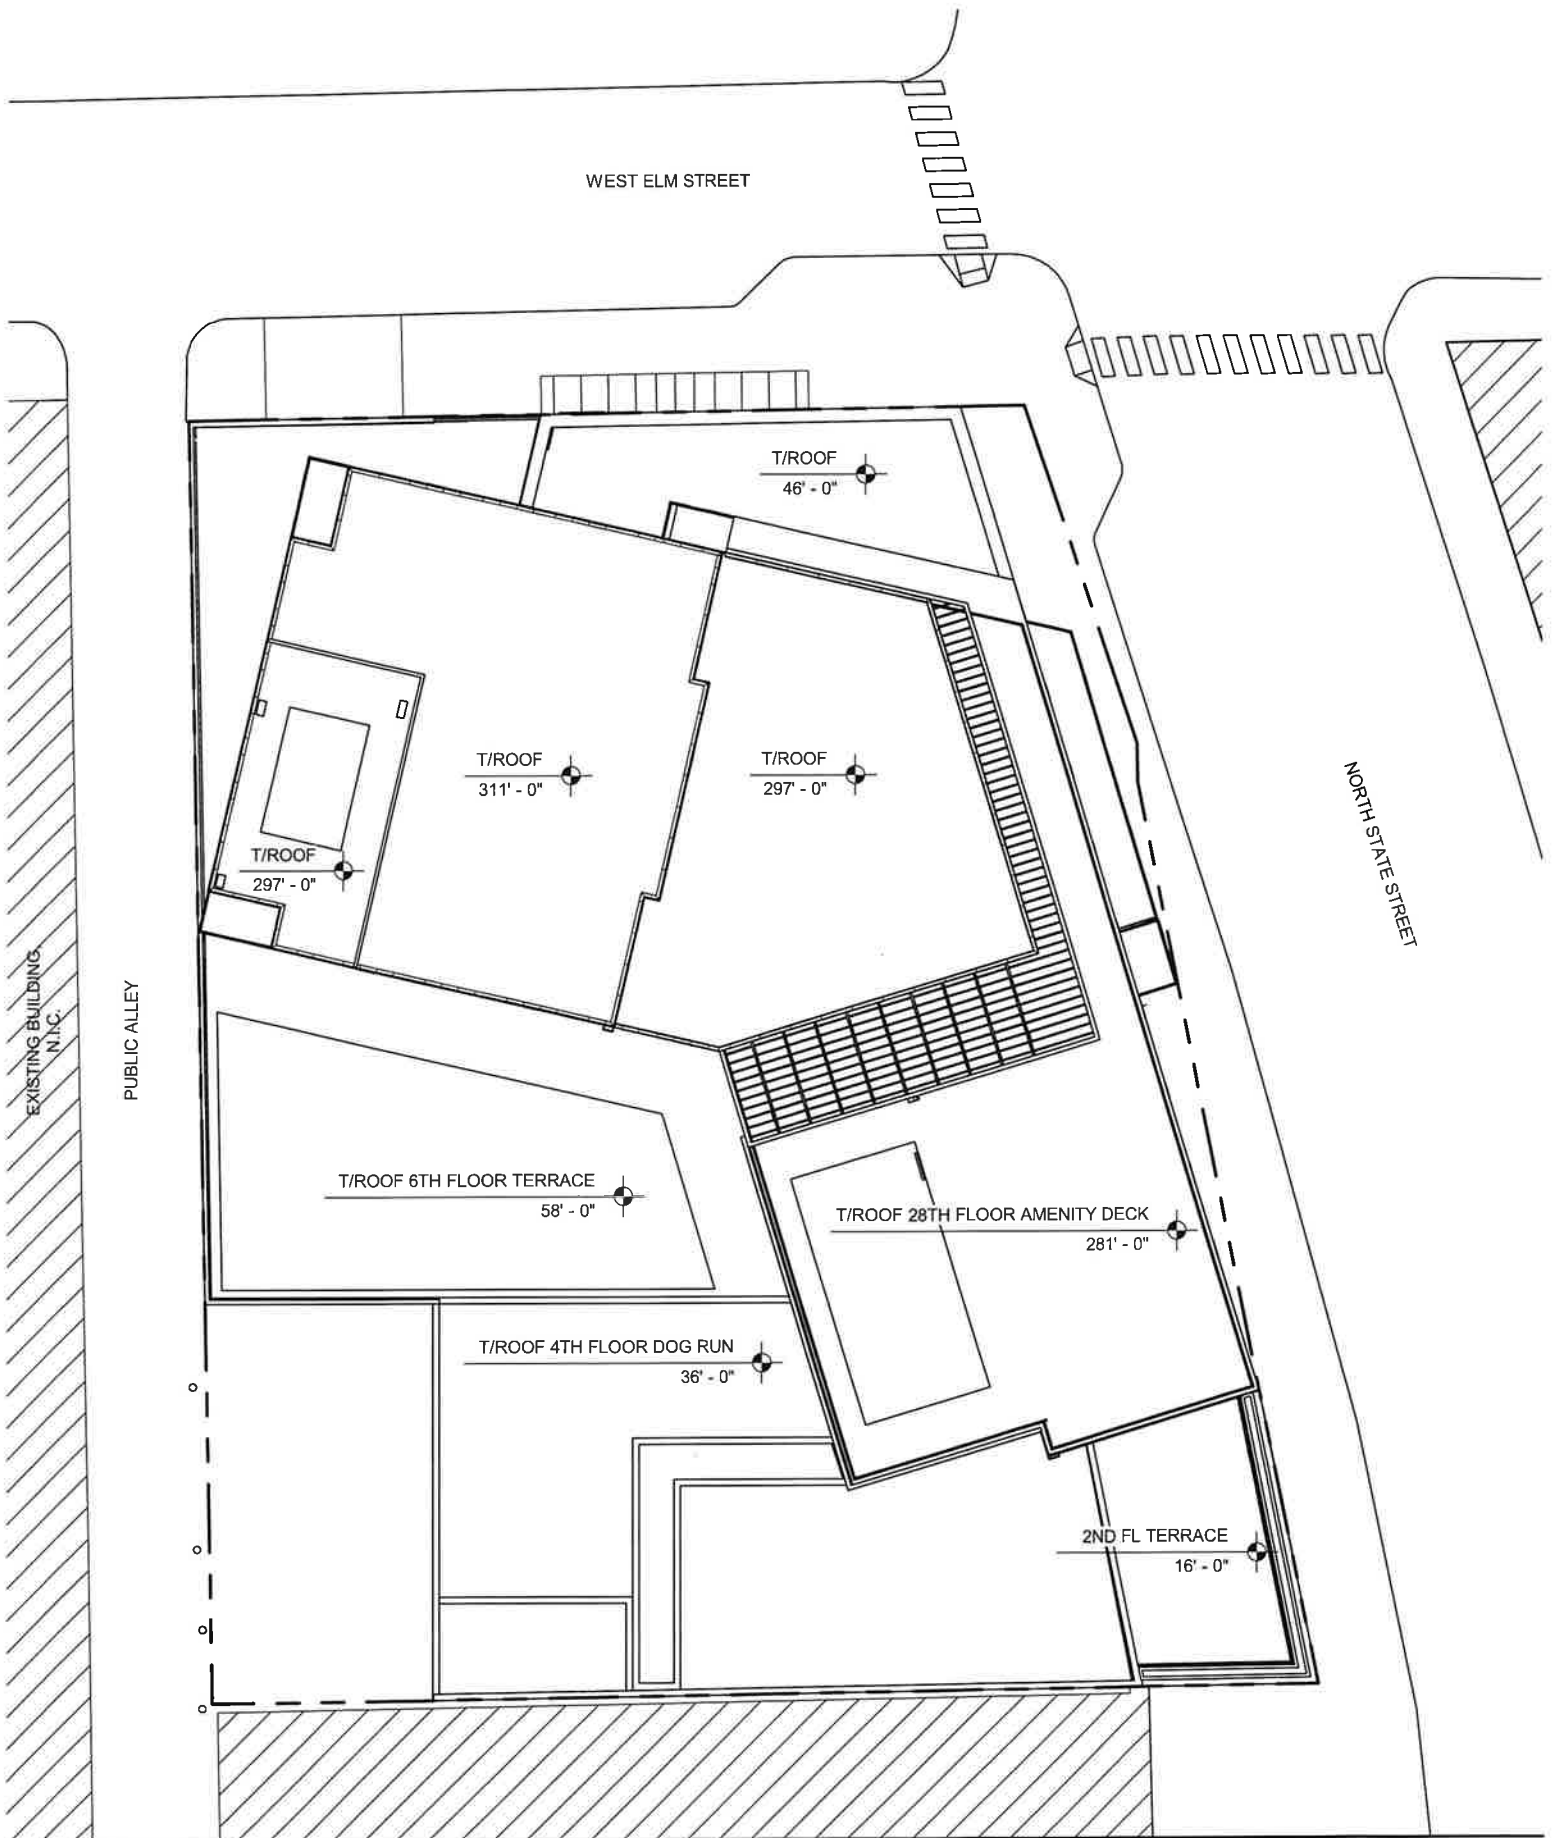 WEST ELM STREET
T/ROOF
46' - 0"
T/ROOF
311' - 0"
T/ROOF
297' - 0"
NORTH STATE STREET
T/ROOF
297' - 0"
EXISTING BUILDING,
N.I.C.
PUBLIC ALLEY
T/ROOF 6TH FLOOR TERRACE
58' - 0"
T/ROOF 28TH FLOOR AMENITY DECK
281' - 0"
T/ROOF 4TH FLOOR DOG RUN
36' - 0"
2ND FL TERRACE
16' - 0"